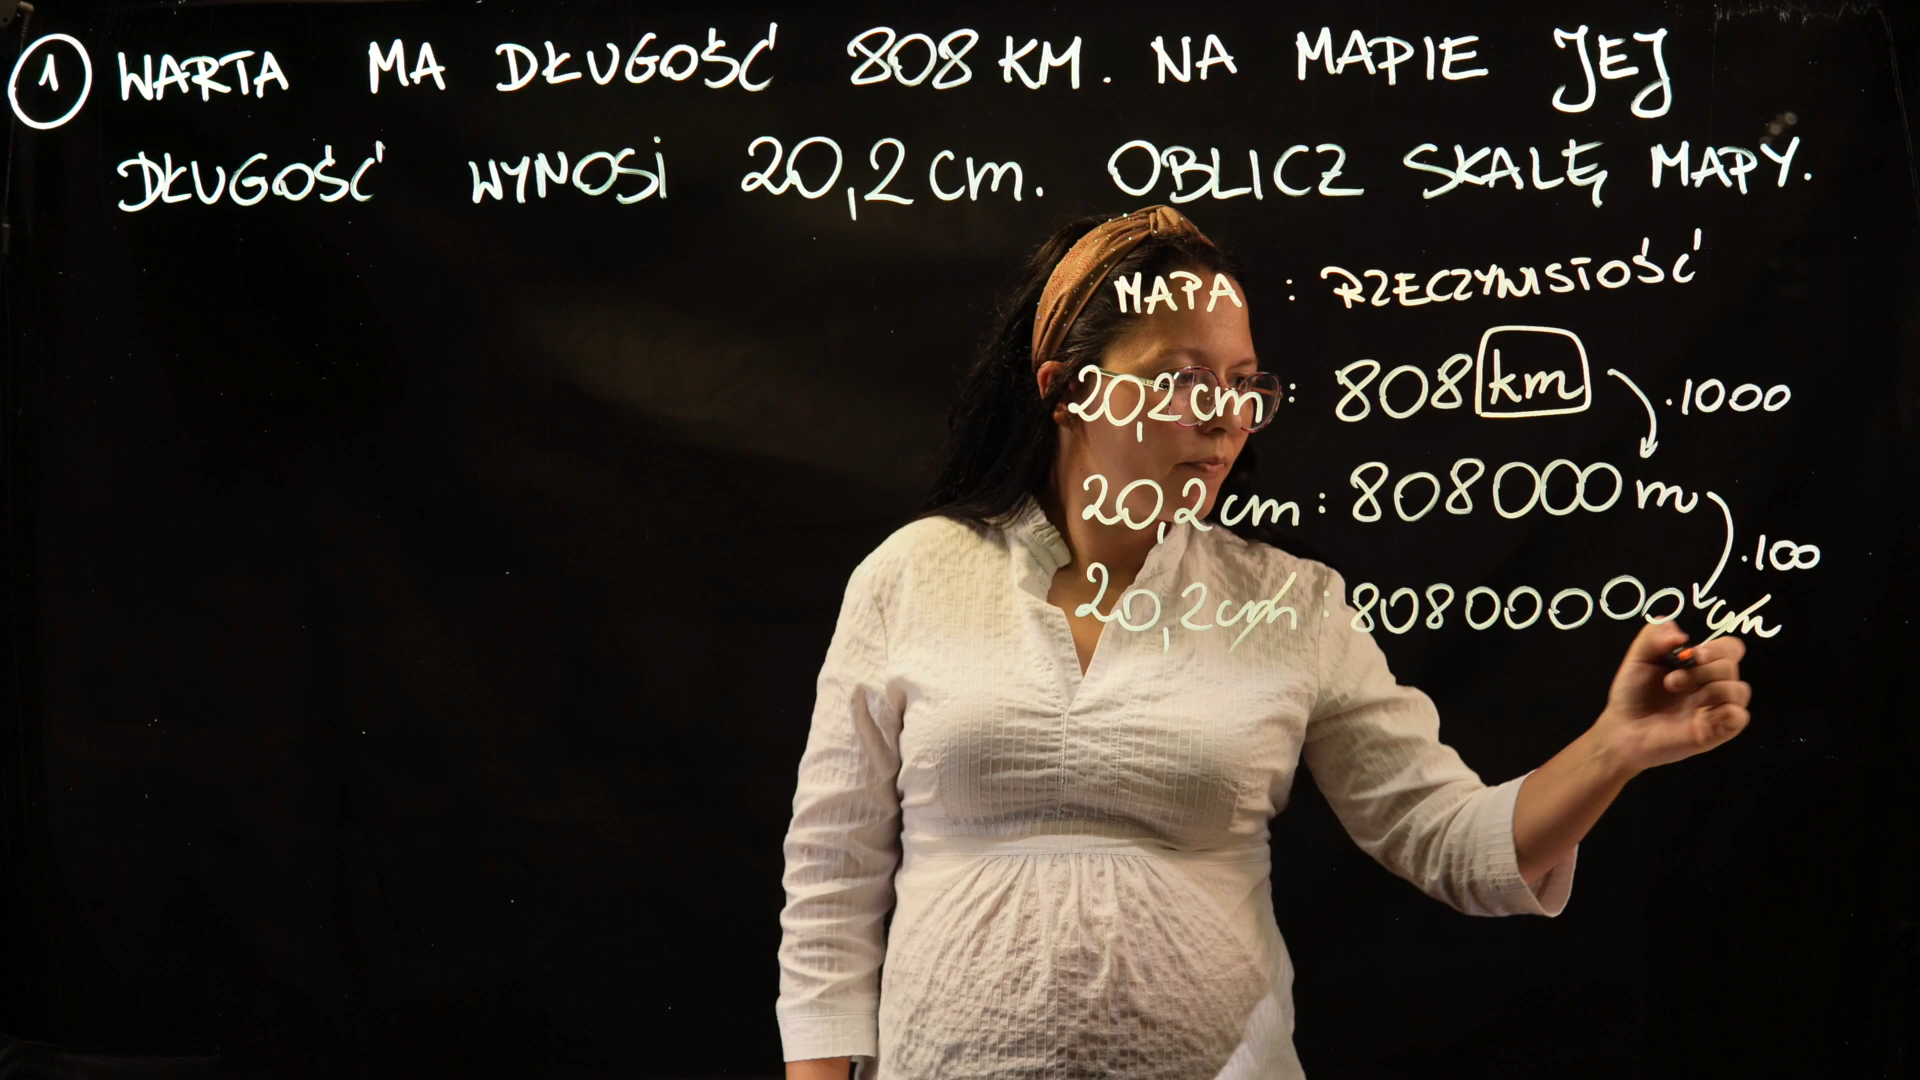 1 WARTA MA DŁUGOŚĆ 808 KM. NA MAPIE JEJ
DŁUGOŚĆ WYNOSI 20,2 cm. OBLICZ SKALĘ MAPY.
MAPA : RZECZYWISTOŚĆ
20,2 cm : 808 km ·1000
20,2 cm : 808000 m ·100
20,2 cm : 80800000 cm